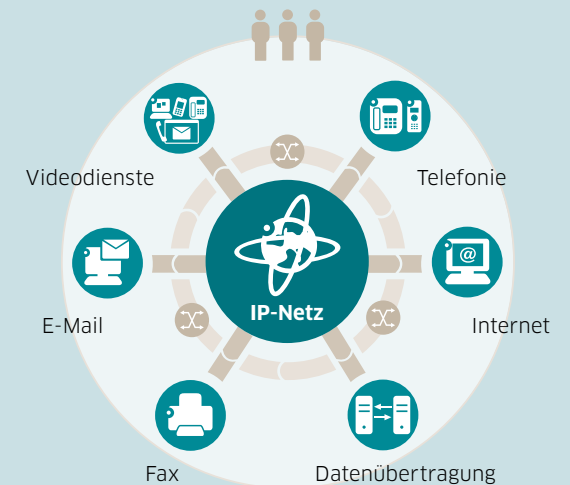 Videodienste
Telefonie
E-Mail
@
IP-Netz
Internet
Fax
Datenübertragung